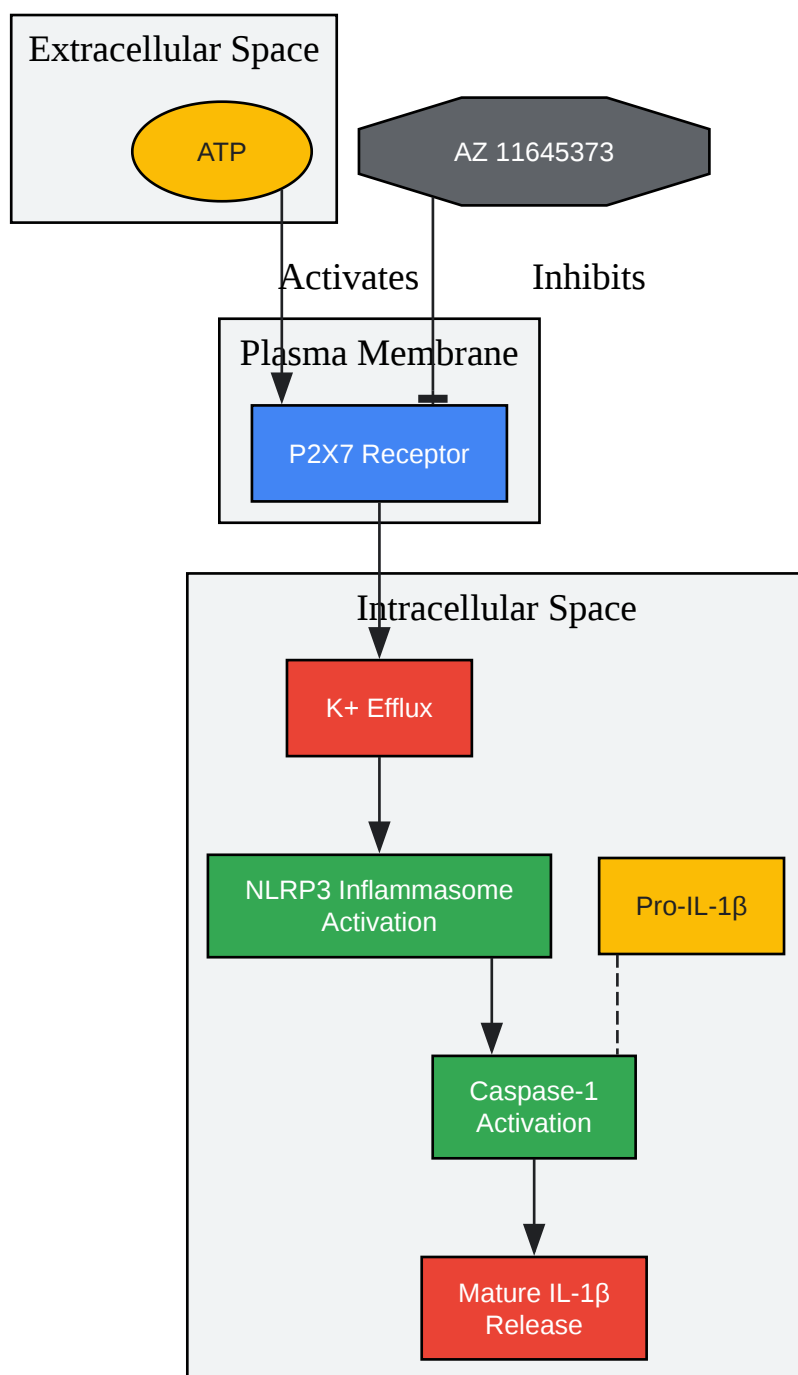 Extracellular Space
ATP
AZ 11645373
Activates
Inhibits
Plasma Membrane
P2X7 Receptor
Intracellular Space
K+ Efflux
NLRP3 Inflammasome
Activation
Pro-IL-1β
Caspase-1
Activation
Mature IL-1β
Release